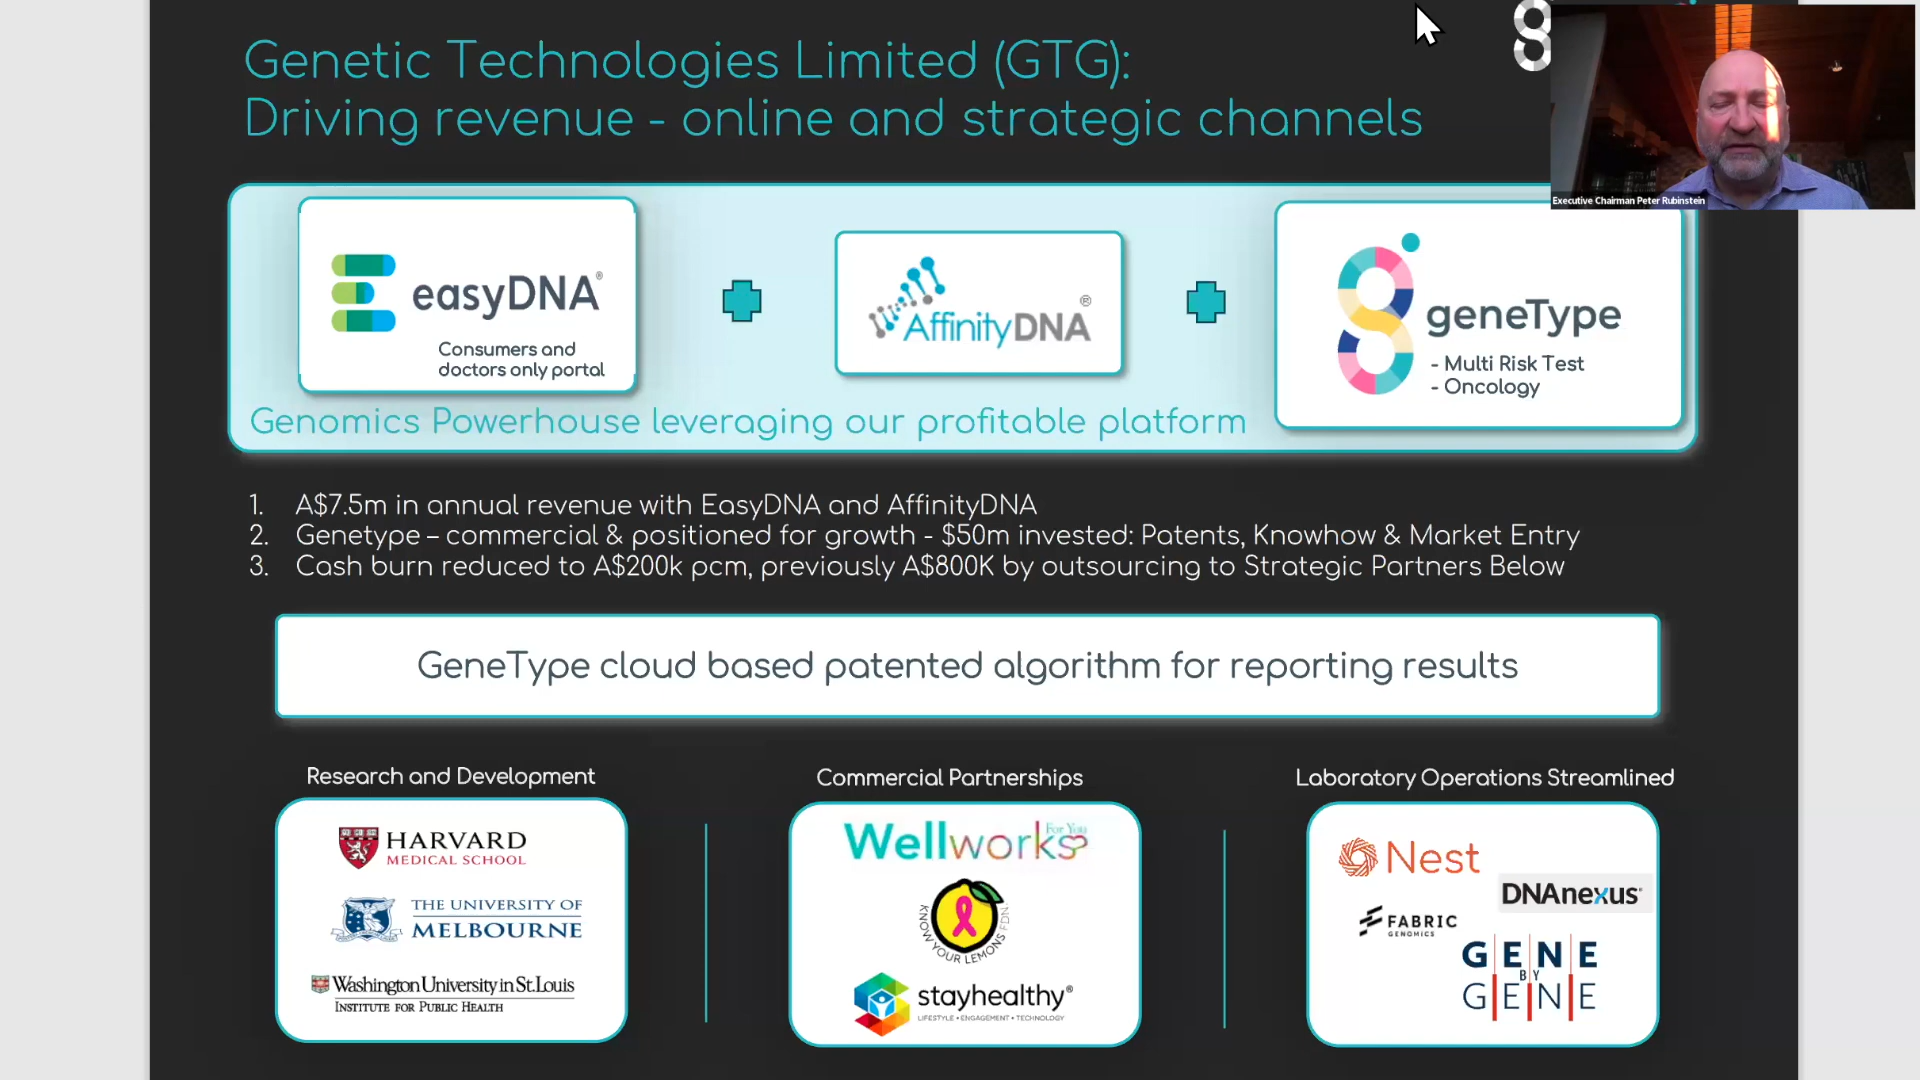 Genetic Technologies Limited (GTG):
Driving revenue - online and strategic channels
Executive Chairman Peter Rubinstein
easyDNA®
Consumers and
doctors only portal
AffinityDNA®
geneType
- Multi Risk Test
- Oncology
Genomics Powerhouse leveraging our profitable platform
1. A$7.5m in annual revenue with EasyDNA and AffinityDNA
2. Genetype – commercial & positioned for growth - $50m invested: Patents, Knowhow & Market Entry
3. Cash burn reduced to A$200k pcm, previously A$800K by outsourcing to Strategic Partners Below
GeneType cloud based patented algorithm for reporting results
Research and Development
HARVARD
MEDICAL SCHOOL
THE UNIVERSITY OF
MELBOURNE
Washington University in St. Louis
INSTITUTE FOR PUBLIC HEALTH
Commercial Partnerships
For You
Wellworks
KNOW YOUR LEMONS FDN
stayhealthy®
LIFESTYLE • ENGAGEMENT • TECHNOLOGY
Laboratory Operations Streamlined
Nest
DNAnexus®
FABRIC
GENOMICS
GENE
BY
GENE